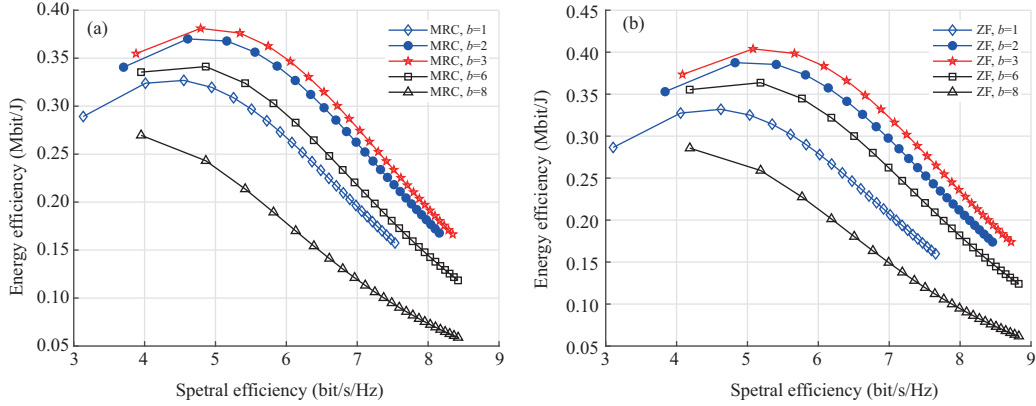 (a)
MRC, b=1
MRC, b=2
MRC, b=3
MRC, b=6
MRC, b=8
0.40
0.35
0.30
0.25
0.20
0.15
0.10
0.05
3 4 5 6 7 8 9
Energy efficiency (Mbit/J)
Spetral efficiency (bit/s/Hz)
(b)
ZF, b=1
ZF, b=2
ZF, b=3
ZF, b=6
ZF, b=8
0.45
0.40
0.35
0.30
0.25
0.20
0.15
0.10
0.05
3 4 5 6 7 8 9
Energy efficiency (Mbit/J)
Spetral efficiency (bit/s/Hz)